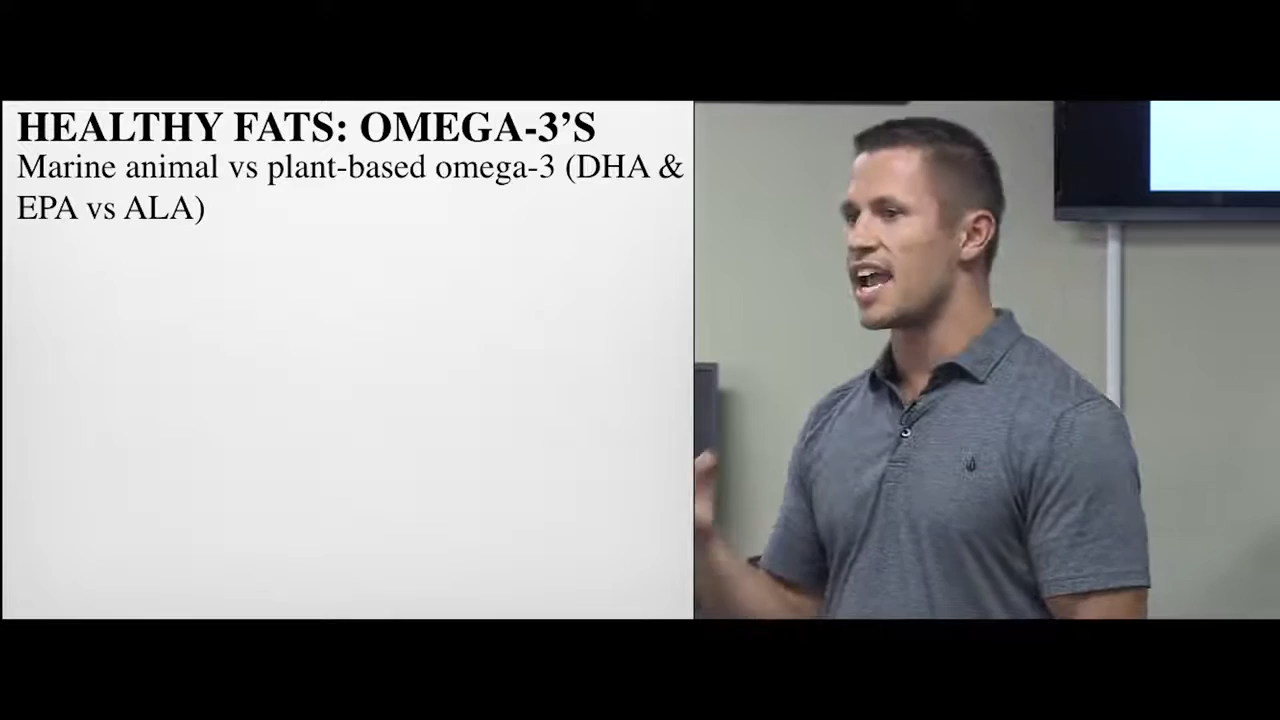 HEALTHY FATS: OMEGA-3’S
Marine animal vs plant-based omega-3 (DHA &
EPA vs ALA)